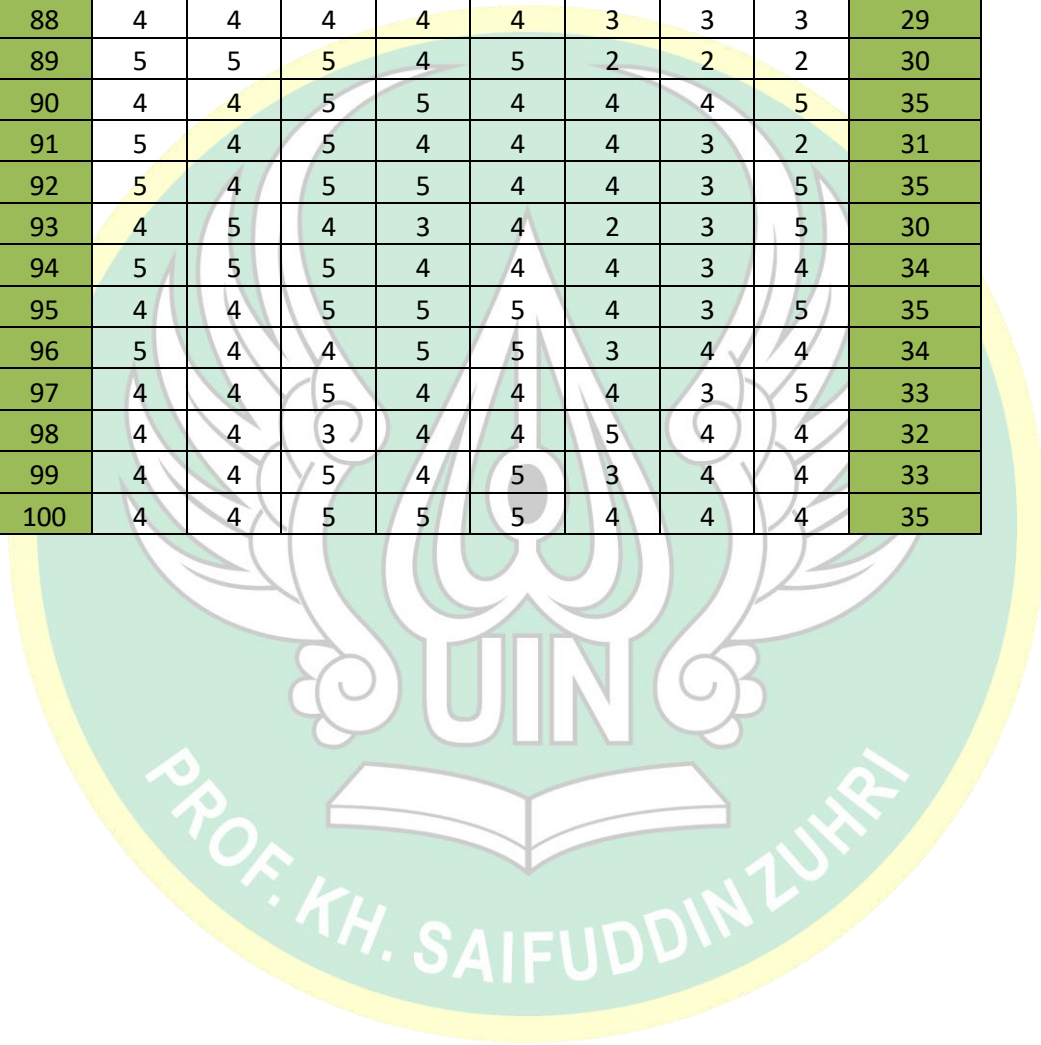 88 4 4 4 4 4 3 3 3 29
89 5 5 5 4 5 2 2 2 30
90 4 4 5 5 4 4 4 5 35
91 5 4 5 4 4 4 3 2 31
92 5 4 5 5 4 4 3 5 35
93 4 5 4 3 4 2 3 5 30
94 5 5 5 4 4 4 3 4 34
95 4 4 5 5 5 4 3 5 35
96 5 4 4 5 5 3 4 4 34
97 4 4 5 4 4 4 3 5 33
98 4 4 3 4 4 5 4 4 32
99 4 4 5 4 5 3 4 4 33
100 4 4 5 5 5 4 4 4 35
UIN
PROF. KH. SAIFUDDIN ZUHRI